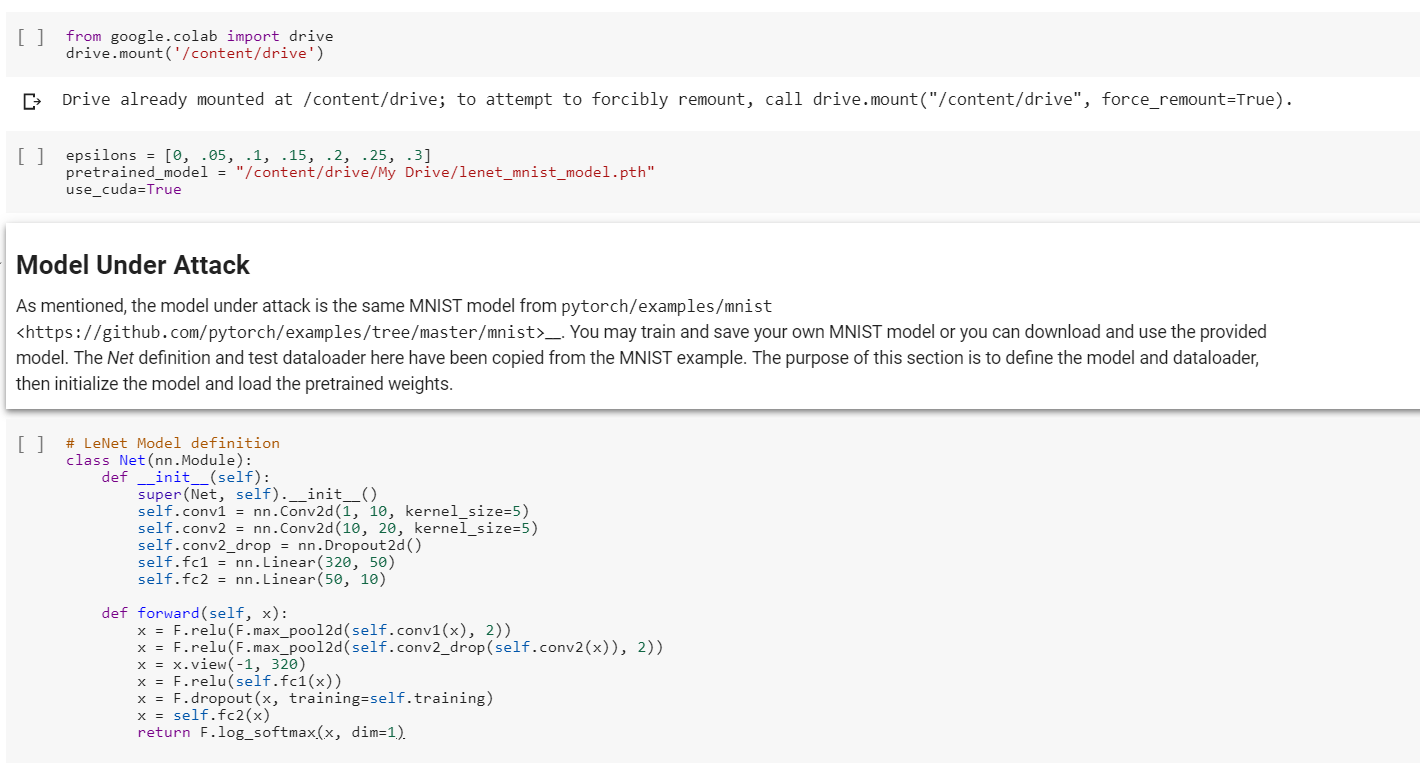 [ ] from google.colab import drive
drive.mount('/content/drive')
Drive already mounted at /content/drive; to attempt to forcibly remount, call drive.mount("/content/drive", force_remount=True).
[ ] epsilons = [0, .05, .1, .15, .2, .25, .3]
pretrained_model = "/content/drive/My Drive/lenet_mnist_model.pth"
use_cuda=True
Model Under Attack
As mentioned, the model under attack is the same MNIST model from pytorch/examples/mnist
<https://github.com/pytorch/examples/tree/master/mnist>__. You may train and save your own MNIST model or you can download and use the provided
model. The Net definition and test dataloader here have been copied from the MNIST example. The purpose of this section is to define the model and dataloader,
then initialize the model and load the pretrained weights.
[ ] # LeNet Model definition
class Net(nn.Module):
    def __init__(self):
        super(Net, self).__init__()
        self.conv1 = nn.Conv2d(1, 10, kernel_size=5)
        self.conv2 = nn.Conv2d(10, 20, kernel_size=5)
        self.conv2_drop = nn.Dropout2d()
        self.fc1 = nn.Linear(320, 50)
        self.fc2 = nn.Linear(50, 10)
    def forward(self, x):
        x = F.relu(F.max_pool2d(self.conv1(x), 2))
        x = F.relu(F.max_pool2d(self.conv2_drop(self.conv2(x)), 2))
        x = x.view(-1, 320)
        x = F.relu(self.fc1(x))
        x = F.dropout(x, training=self.training)
        x = self.fc2(x)
        return F.log_softmax(x, dim=1)